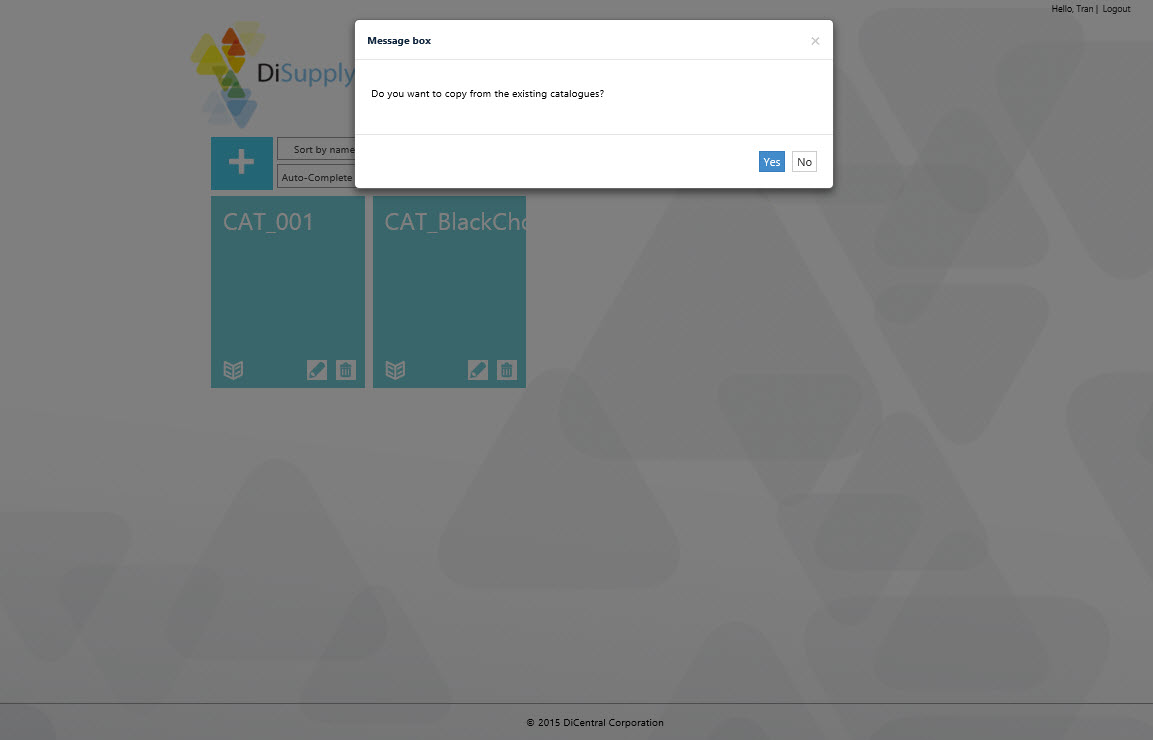 Hello, Tran | Logout
Message box
×
DiSupply
Do you want to copy from the existing catalogues?
Yes No
Sort by name
Auto-Complete
CAT_001
CAT_BlackCho
© 2015 DiCentral Corporation